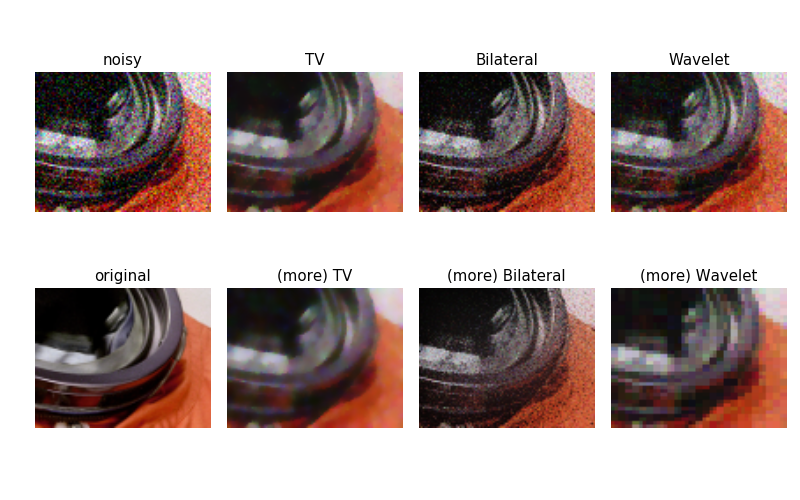 noisy TV Bilateral Wavelet
original (more) TV (more) Bilateral (more) Wavelet